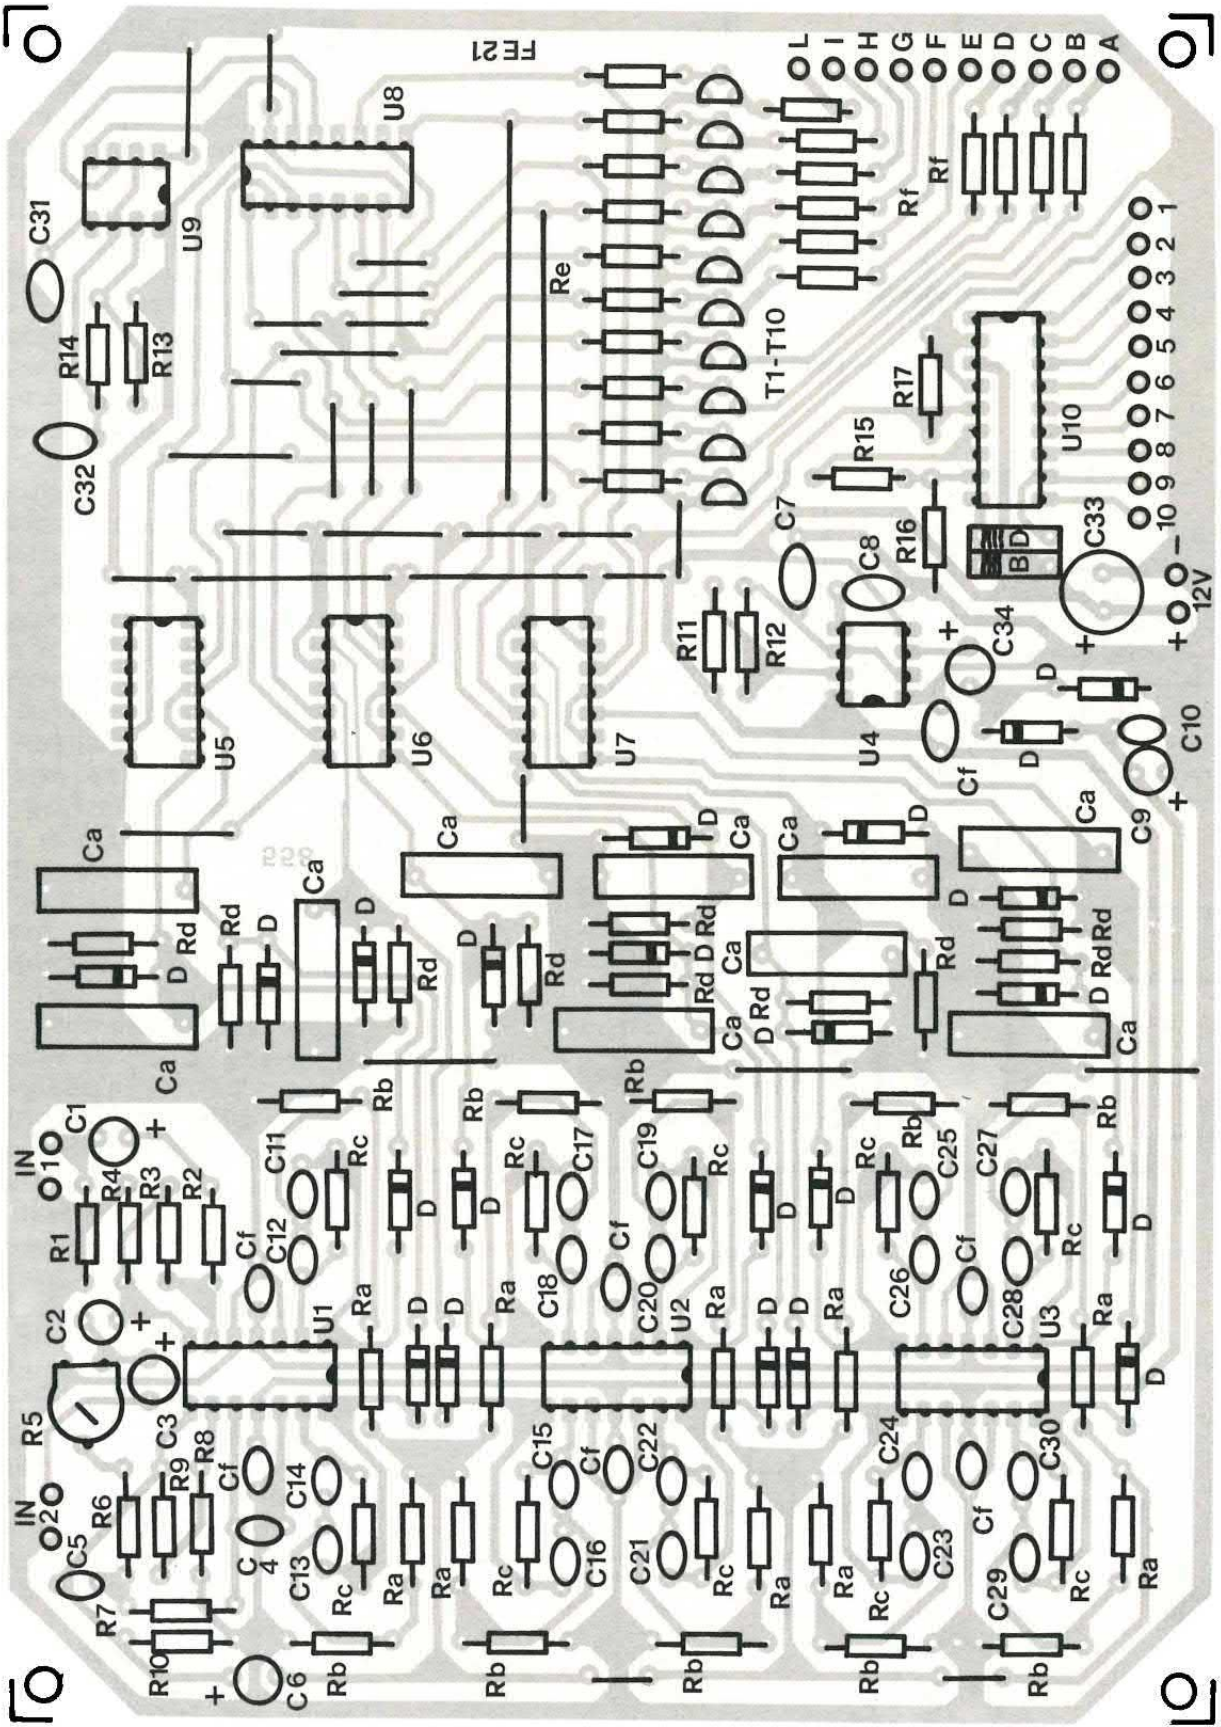 FE21
L
I
H
G
F
E
D
C
B
A
U8
C31
U9
Rf
Rf
R14
R13
Re
1
2
3
4
5
6
7
8
9
10
T1-T10
C32
R17
R15
U10
C7
C8
R16
B
D
C33
-
12V
+
R11
R12
+
C34
+
U5
U6
U7
U4
D
D
Cf
C10
C9
+
Ca
Ca
Ca
D
Ca
Ca
D
Ca
Rd
D
Rd
D
D
Rd
D
Rd
Rd
D
Rd
Ca
Rd
D
Rd
D
Rd
Rd
D
Ca
Ca
Ca
Rb
Rb
Rb
Rb
Rb
IN
1
C1
+
R4
R3
R2
R1
C11
Rc
C12
Cf
D
D
Rc
C17
C18
Cf
C19
C20
Rc
D
D
Rc
C25
C26
Cf
C27
C28
Rc
D
C2
+
+
U1
Ra
D
D
Ra
U2
Ra
D
D
Ra
U3
Ra
D
R5
C3
IN
2
C5
R6
R9
R8
Cf
C
4
C14
C13
Rc
Ra
Ra
Rc
C15
C16
Cf
C22
C21
Rc
Ra
Ra
Rc
C24
C23
Cf
C30
C29
Rc
Ra
R7
R10
+
C6
Rb
Rb
Rb
Rb
Rb